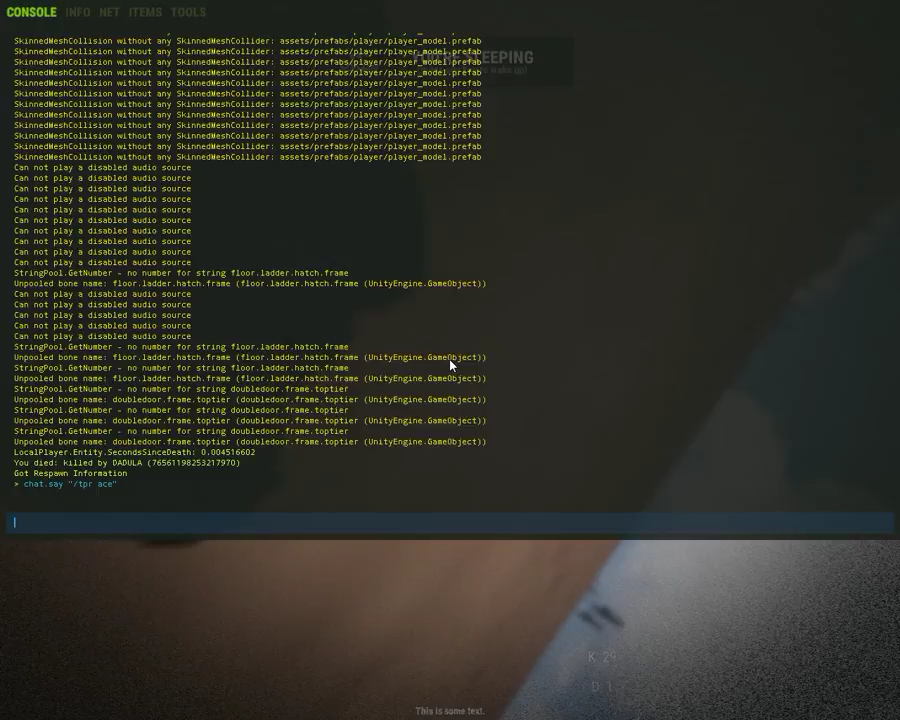 CONSOLE INFO NET ITEMS TOOLS
SLEEPING
SkinnedMeshCollision without any SkinnedMeshCollider: assets/prefabs/player/player_model.prefab
SkinnedMeshCollision without any SkinnedMeshCollider: assets/prefabs/player/player_model.prefab
SkinnedMeshCollision without any SkinnedMeshCollider: assets/prefabs/player/player_model.prefab
SkinnedMeshCollision without any SkinnedMeshCollider: assets/prefabs/player/player_model.prefab
SkinnedMeshCollision without any SkinnedMeshCollider: assets/prefabs/player/player_model.prefab
SkinnedMeshCollision without any SkinnedMeshCollider: assets/prefabs/player/player_model.prefab
SkinnedMeshCollision without any SkinnedMeshCollider: assets/prefabs/player/player_model.prefab
SkinnedMeshCollision without any SkinnedMeshCollider: assets/prefabs/player/player_model.prefab
SkinnedMeshCollision without any SkinnedMeshCollider: assets/prefabs/player/player_model.prefab
SkinnedMeshCollision without any SkinnedMeshCollider: assets/prefabs/player/player_model.prefab
SkinnedMeshCollision without any SkinnedMeshCollider: assets/prefabs/player/player_model.prefab
SkinnedMeshCollision without any SkinnedMeshCollider: assets/prefabs/player/player_model.prefab
Can not play a disabled audio source
Can not play a disabled audio source
Can not play a disabled audio source
Can not play a disabled audio source
Can not play a disabled audio source
Can not play a disabled audio source
Can not play a disabled audio source
Can not play a disabled audio source
Can not play a disabled audio source
Can not play a disabled audio source
StringPool.GetNumber - no number for string floor.ladder.hatch.frame
Unpooled bone name: floor.ladder.hatch.frame (floor.ladder.hatch.frame (UnityEngine.GameObject))
Can not play a disabled audio source
Can not play a disabled audio source
Can not play a disabled audio source
Can not play a disabled audio source
Can not play a disabled audio source
StringPool.GetNumber - no number for string floor.ladder.hatch.frame
Unpooled bone name: floor.ladder.hatch.frame (floor.ladder.hatch.frame (UnityEngine.GameObject))
StringPool.GetNumber - no number for string floor.ladder.hatch.frame
Unpooled bone name: floor.ladder.hatch.frame (floor.ladder.hatch.frame (UnityEngine.GameObject))
StringPool.GetNumber - no number for string doubledoor.frame.toptier
Unpooled bone name: doubledoor.frame.toptier (doubledoor.frame.toptier (UnityEngine.GameObject))
StringPool.GetNumber - no number for string doubledoor.frame.toptier
Unpooled bone name: doubledoor.frame.toptier (doubledoor.frame.toptier (UnityEngine.GameObject))
StringPool.GetNumber - no number for string doubledoor.frame.toptier
Unpooled bone name: doubledoor.frame.toptier (doubledoor.frame.toptier (UnityEngine.GameObject))
LocalPlayer.Entity.SecondsSinceDeath: 0.004516602
You died: killed by DADULA (76561198253217970)
Got Respawn Information
> chat.say "/tpr ace"
K: 29
D: 1
This is some text.